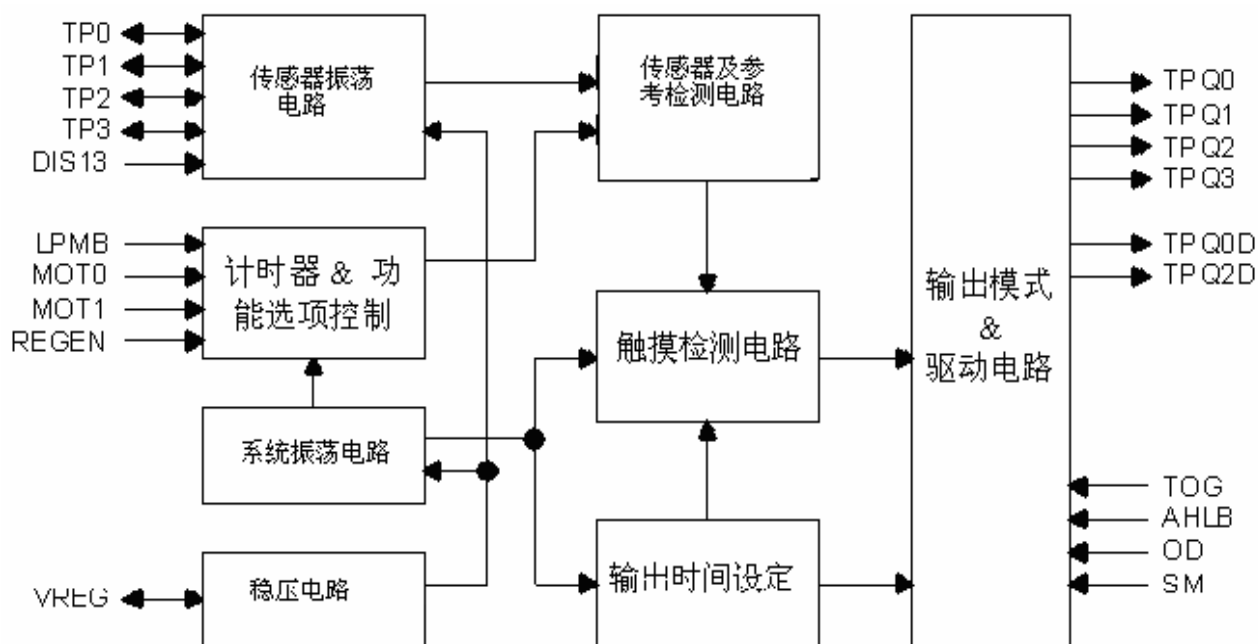 TP0
TP1
TP2
TP3
DIS13
传感器振荡
电路
传感器及参
考检测电路
TPQ0
TPQ1
TPQ2
TPQ3
TPQ0D
TPQ2D
LPMB
MOT0
MOT1
REGEN
计时器 & 功
能选项控制
触摸检测电路
输出模式
&
驱动电路
系统振荡电路
TOG
AHLB
OD
SM
VREG
稳压电路
输出时间设定